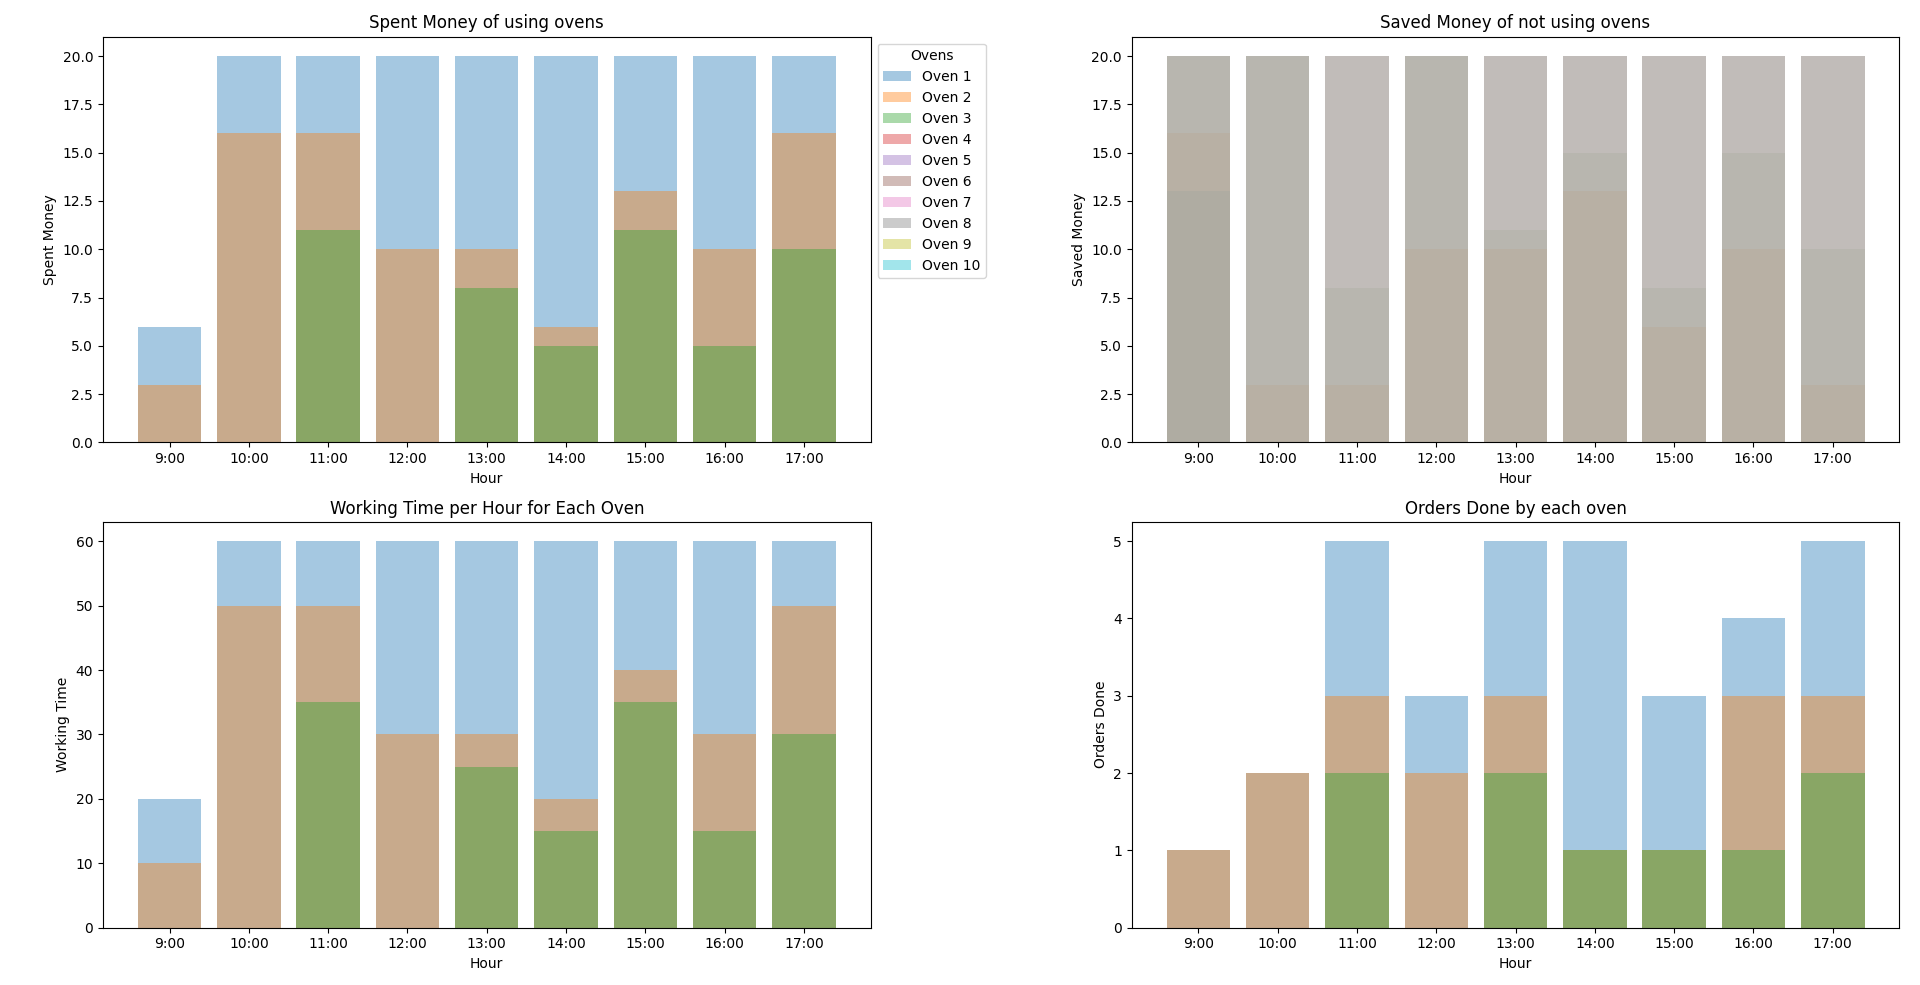 Spent Money of using ovens
Spent Money
20.0
17.5
15.0
12.5
10.0
7.5
5.0
2.5
0.0
9:00 10:00 11:00 12:00 13:00 14:00 15:00 16:00 17:00
Hour
Ovens
Oven 1
Oven 2
Oven 3
Oven 4
Oven 5
Oven 6
Oven 7
Oven 8
Oven 9
Oven 10
Saved Money of not using ovens
Saved Money
20.0
17.5
15.0
12.5
10.0
7.5
5.0
2.5
0.0
9:00 10:00 11:00 12:00 13:00 14:00 15:00 16:00 17:00
Hour
Working Time per Hour for Each Oven
Working Time
60
50
40
30
20
10
0
9:00 10:00 11:00 12:00 13:00 14:00 15:00 16:00 17:00
Hour
Orders Done by each oven
Orders Done
5
4
3
2
1
0
9:00 10:00 11:00 12:00 13:00 14:00 15:00 16:00 17:00
Hour